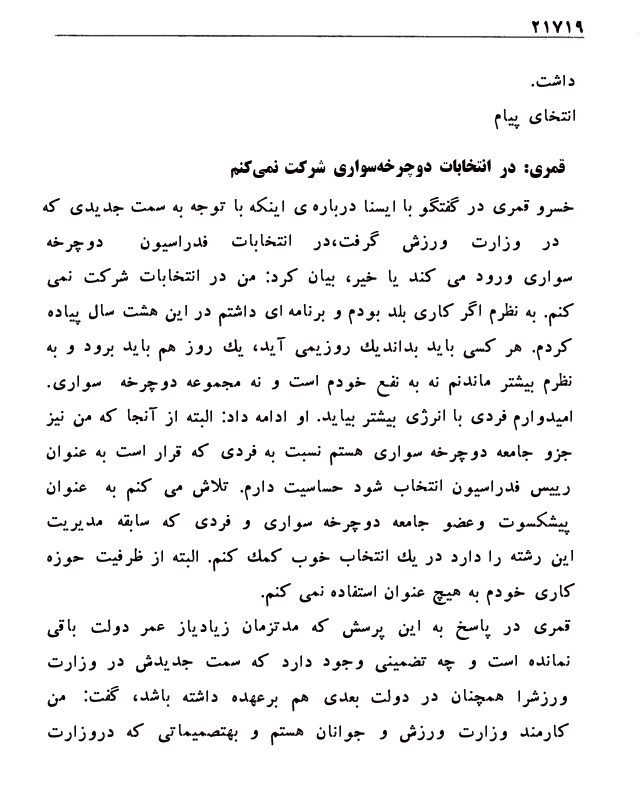 ۲۱۷۱۹
داشت.
انتخای پیام
قمری: در انتخابات دوچرخه‌سواری شرکت نمی‌کنم
خسرو قمری در گفتگو با ایسنا درباره ی اینکه با توجه به سمت جدیدی که
در وزارت ورزش گرفت،در انتخابات فدراسیون دوچرخه
سواری ورود می کند یا خیر، بیان کرد: من در انتخابات شرکت نمی
کنم. به نظرم اگر کاری بلد بودم و برنامه ای داشتم در این هشت سال پیاده
کردم. هر کسی باید بداندیك روزیمی آید، یك روز هم باید برود و به
نظرم بیشتر ماندنم نه به نفع خودم است و نه مجموعه دوچرخه سواری.
امیدوارم فردی با انرژی بیشتر بیاید. او ادامه داد: البته از آنجا که من نیز
جزو جامعه دوچرخه سواری هستم نسبت به فردی که قرار است به عنوان
رییس فدراسیون انتخاب شود حساسیت دارم. تلاش می کنم به عنوان
پیشکسوت وعضو جامعه دوچرخه سواری و فردی که سابقه مدیریت
این رشته را دارد در یك انتخاب خوب کمك کنم. البته از ظرفیت حوزه
کاری خودم به هیچ عنوان استفاده نمی کنم.
قمری در پاسخ به این پرسش که مدتزمان زیادیاز عمر دولت باقی
نمانده است و چه تضمینی وجود دارد که سمت جدیدش در وزارت
ورزشرا همچنان در دولت بعدی هم برعهده داشته باشد، گفت: من
کارمند وزارت ورزش و جوانان هستم و بهتصمیماتی که دروزارت